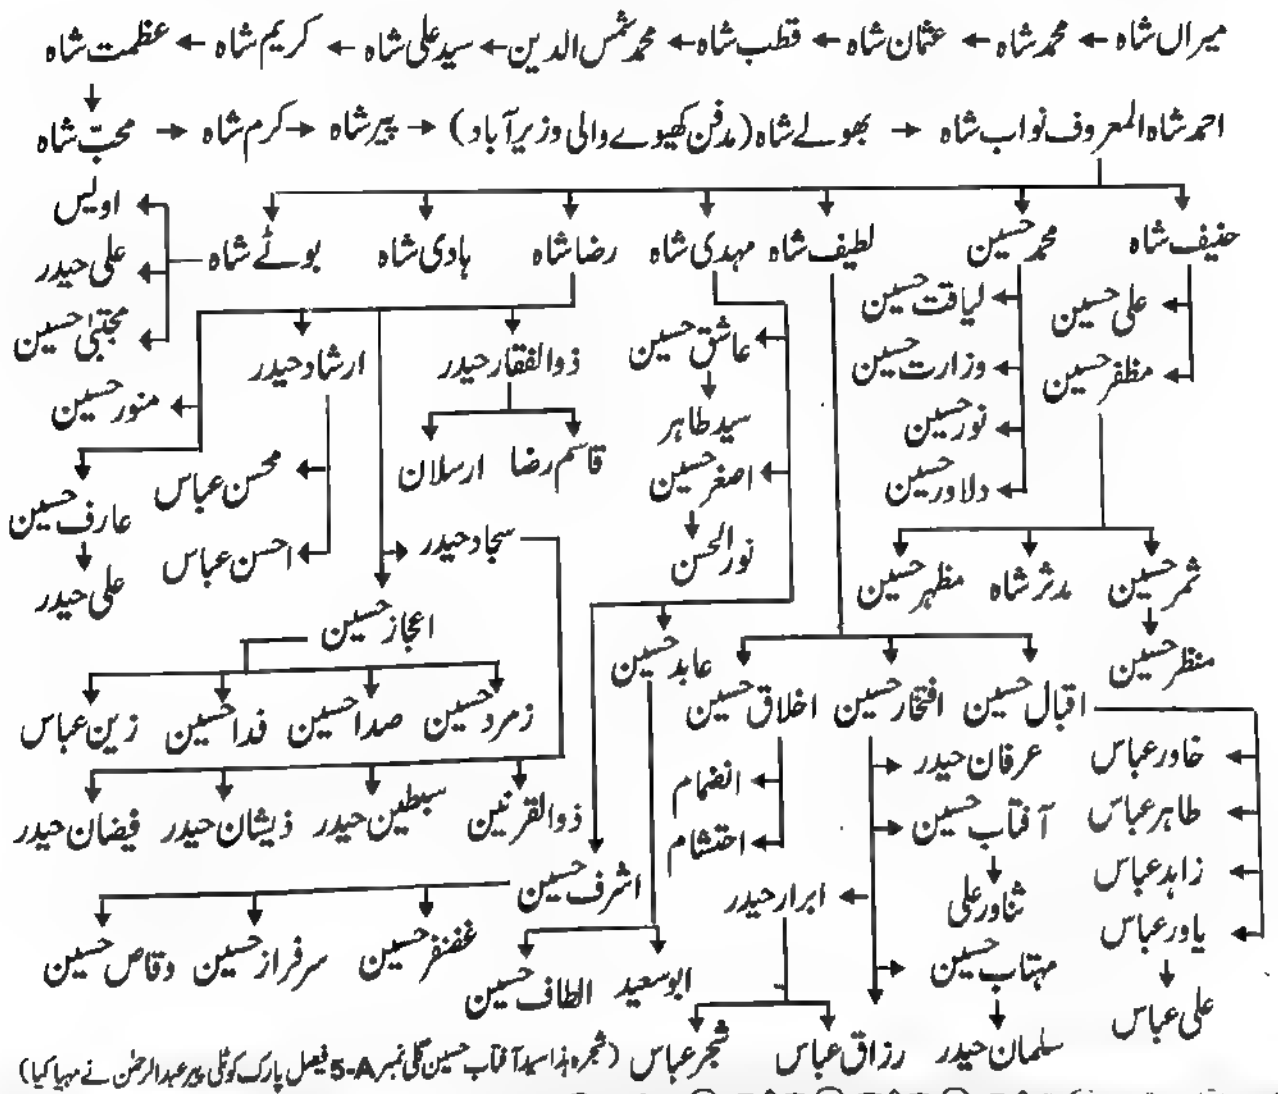 میراں شاہ ← محمد شاہ ← عثمان شاہ ← قطب شاہ ← محمد شمس الدین ← سید علی شاہ ← کریم شاہ ← عظمت شاہ
احمد شاہ المعروف نواب شاہ → بھولے شاہ (مدفن کھیوے والی وزیر آباد) → پیر شاہ → کرم شاہ → محبّ شاہ
حنیف شاہ محمد حسین لطیف شاہ مہدی شاہ رضا شاہ ہادی شاہ بوٹے شاہ
اویس
علی حیدر
مجتبیٰ حسین
علی حسین
مظفر حسین
لیاقت حسین
وزارت حسین
نور حسین
دلاور حسین
عاشق حسین
سید طاہر
اصغر حسین
نور الحسن
ذوالفقار حیدر ارشاد حیدر منور حسین
قاسم رضا ارسلان
محسن عباس
احسن عباس
عارف حسین
علی حیدر
سجاد حیدر
اعجاز حسین
ثمر حسین مدثر شاہ مظہر حسین
منظر حسین
عابد حسین
اقبال حسین افتخار حسین اخلاق حسین
زمرد حسین صدا حسین فدا حسین زین عباس
ذوالقرنین سبطین حیدر ذیشان حیدر فیضان حیدر
خاور عباس
طاہر عباس
زاہد عباس
یاور عباس
علی عباس
عرفان حیدر
آفتاب حسین
ثناور علی
مہتاب حسین
سلمان حیدر
انضمام
احتشام
ابرار حیدر
اشرف حسین
غضنفر حسین سرفراز حسین وقاص حسین
ابو سعید الطاف حسین
رزاق عباس شجر عباس (شجرہ ہذا سید آفتاب حسین گلی نمبر 5-A فیصل پارک کوٹلی پیر عبدالرحمٰن نے مہیا کیا)